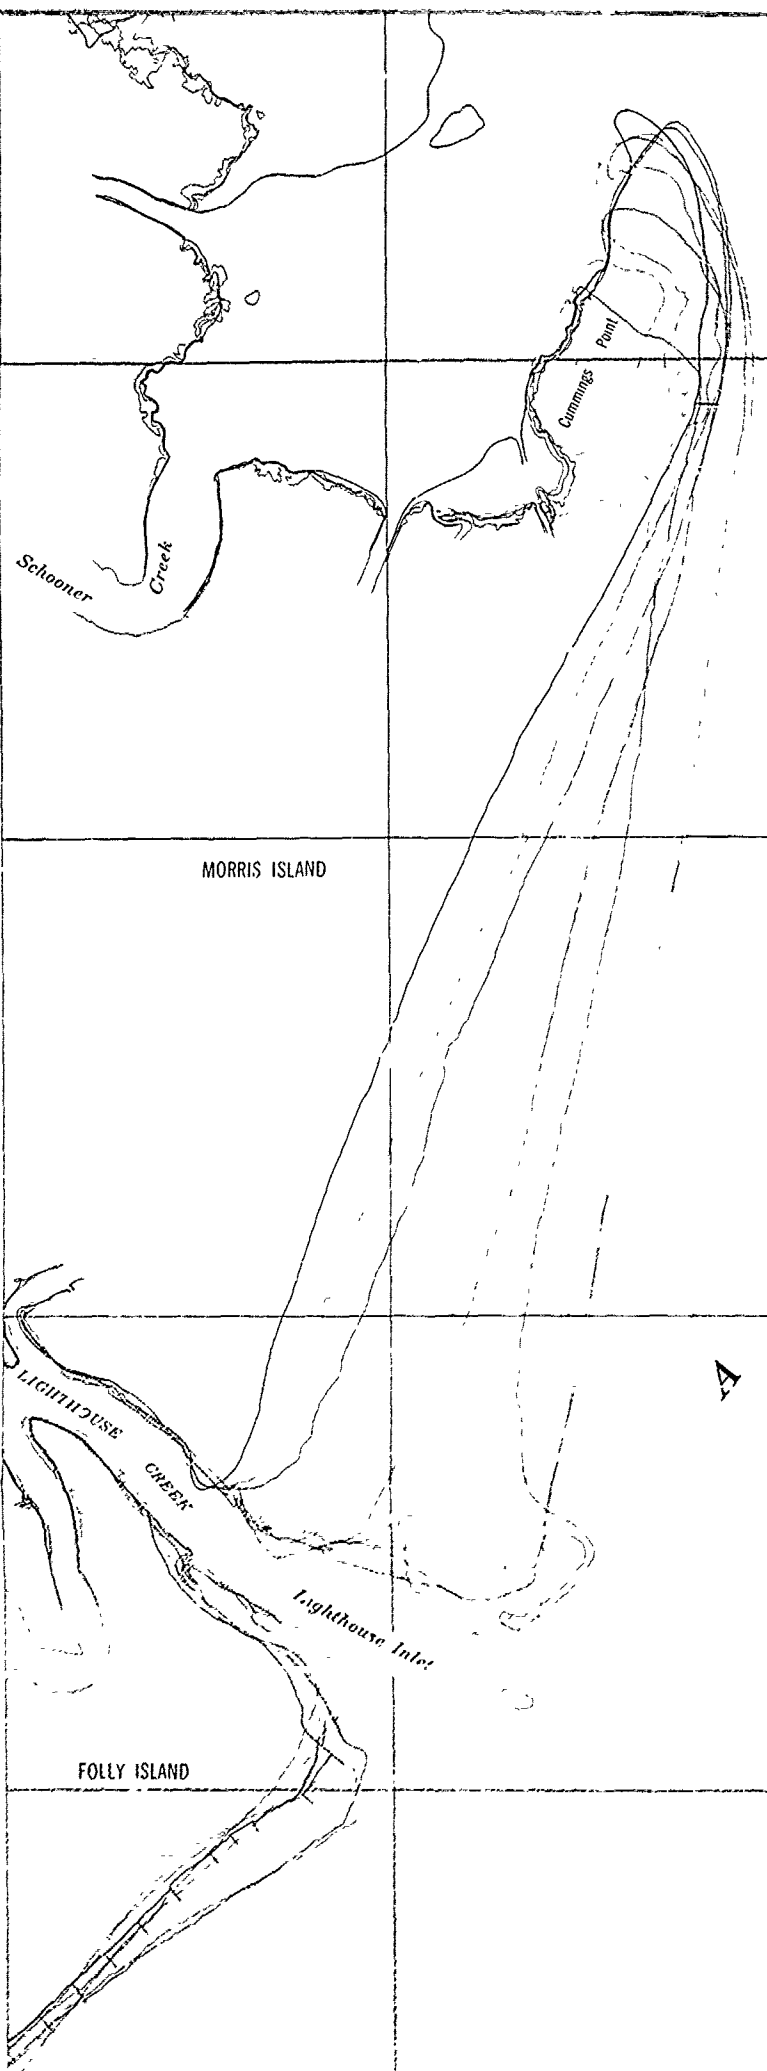 Point
Cummings
Schooner
Creek
MORRIS ISLAND
A
LIGHTHOUSE
CREEK
Lighthouse Inlet
FOLLY ISLAND